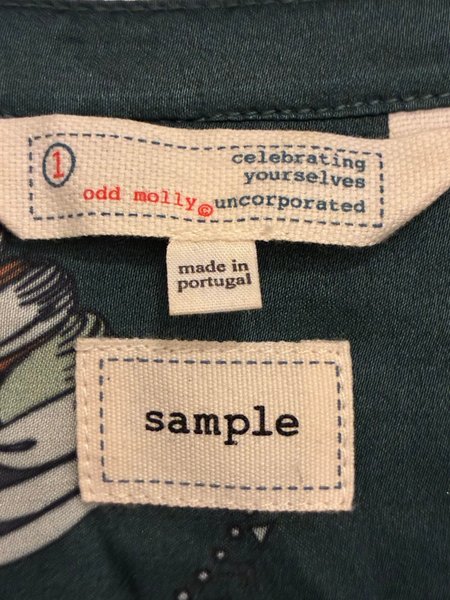 1
celebrating
yourselves
odd molly© uncorporated
made in
portugal
sample